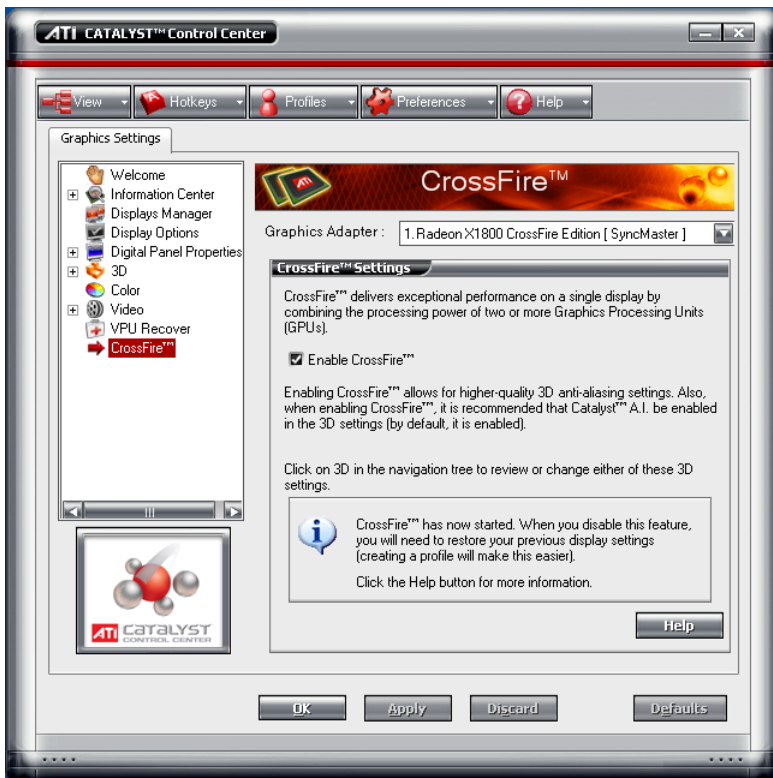 ATI CATALYST™ Control Center
View
Hotkeys
Profiles
Preferences
Help
Graphics Settings
Welcome
Information Center
Displays Manager
Display Options
Digital Panel Properties
3D
Color
Video
VPU Recover
CrossFire™
ATI
CrossFire™
Graphics Adapter :
1. Radeon X1800 CrossFire Edition [ SyncMaster ]
CrossFire™ Settings
CrossFire™ delivers exceptional performance on a single display by
combining the processing power of two or more Graphics Processing Units
(GPUs).
Enable CrossFire™
Enabling CrossFire™ allows for higher-quality 3D anti-aliasing settings. Also,
when enabling CrossFire™, it is recommended that Catalyst™ A.I. be enabled
in the 3D settings (by default, it is enabled).
Click on 3D in the navigation tree to review or change either of these 3D
settings.
CrossFire™ has now started. When you disable this feature,
you will need to restore your previous display settings
(creating a profile will make this easier).
Click the Help button for more information.
Help
ATI CATALYST
CONTROL CENTER
OK
Apply
Discard
Defaults